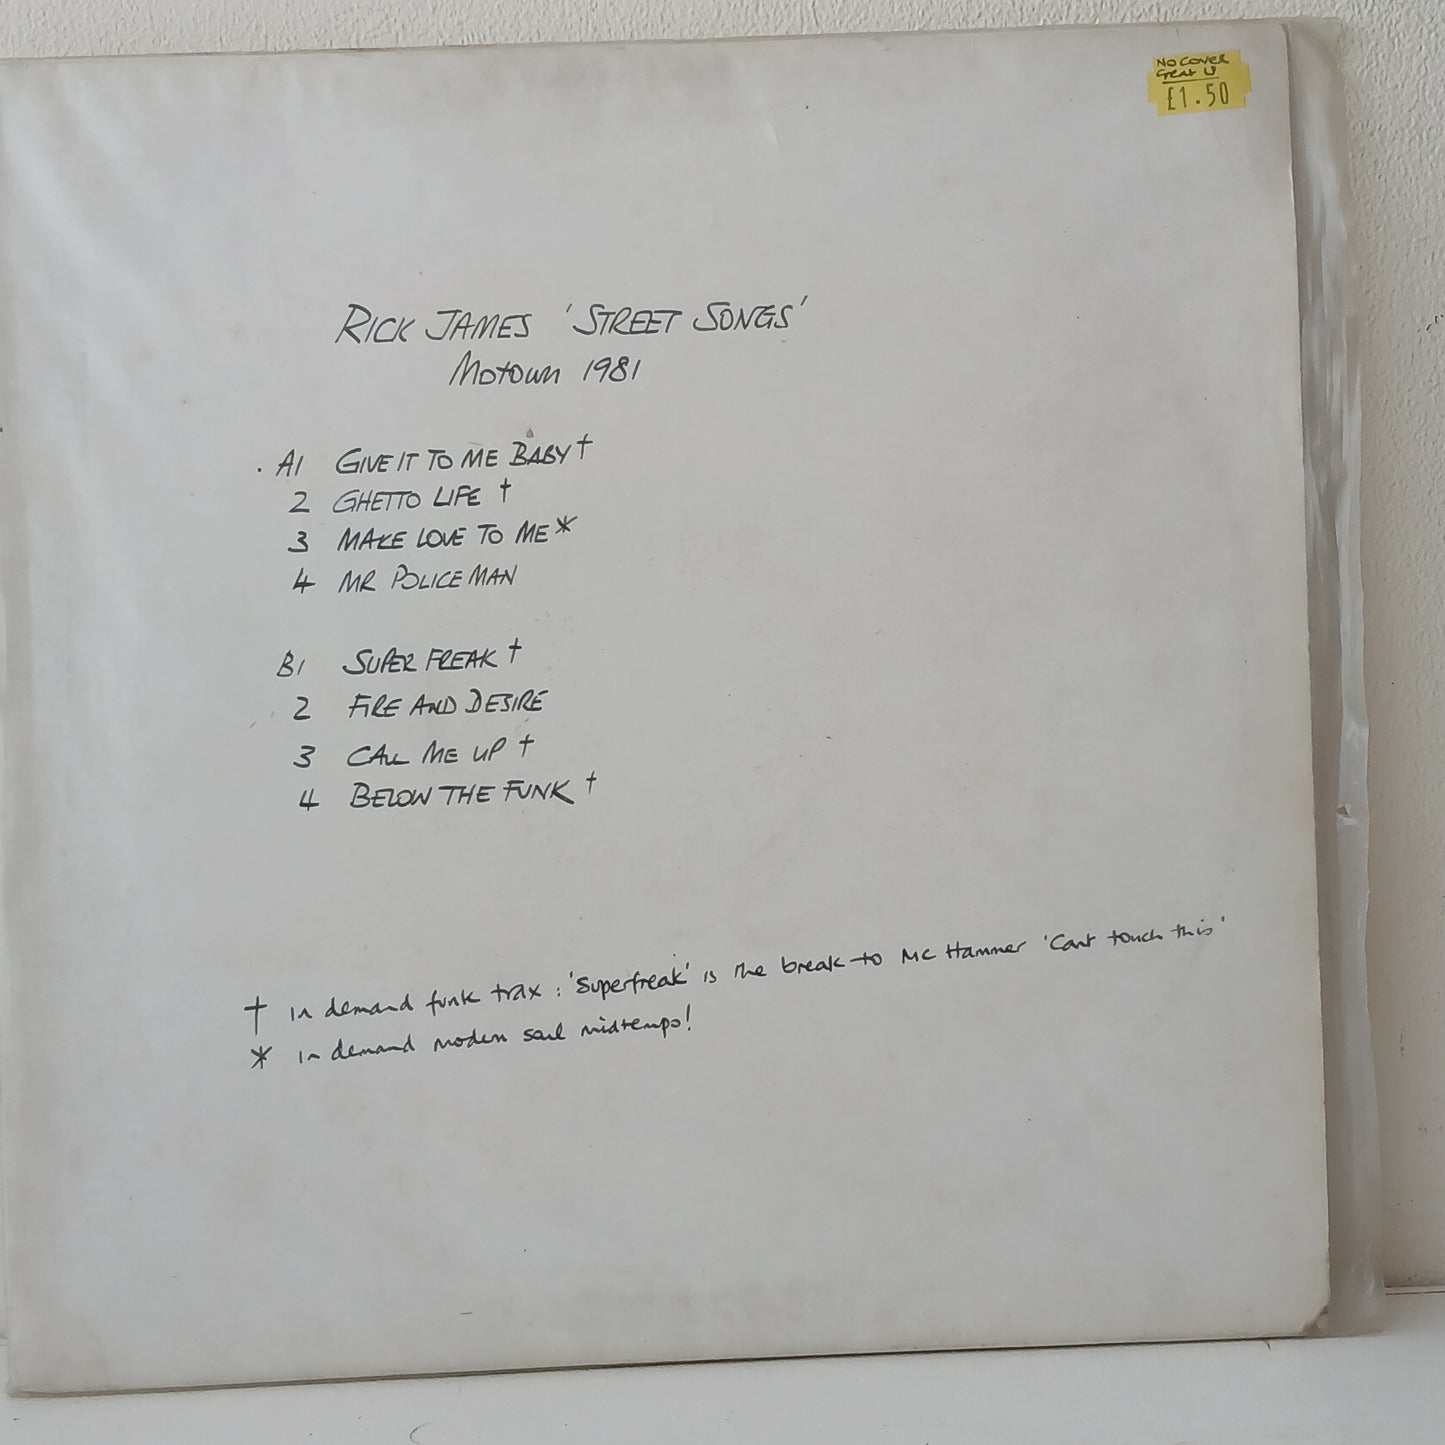 NO COVER
Great LP
£1.50
RICK JAMES 'STREET SONGS'
Motown 1981
. A1 GIVE IT TO ME BABY †
2 GHETTO LIFE †
3 MAKE LOVE TO ME *
4 MR POLICE MAN
B1 SUPER FREAK †
2 FIRE AND DESIRE
3 CALL ME UP †
4 BELOW THE FUNK †
† In demand funk trax : 'Superfreak' is the break to MC Hammer 'Cant touch this'
* In demand modern soul midtempo!